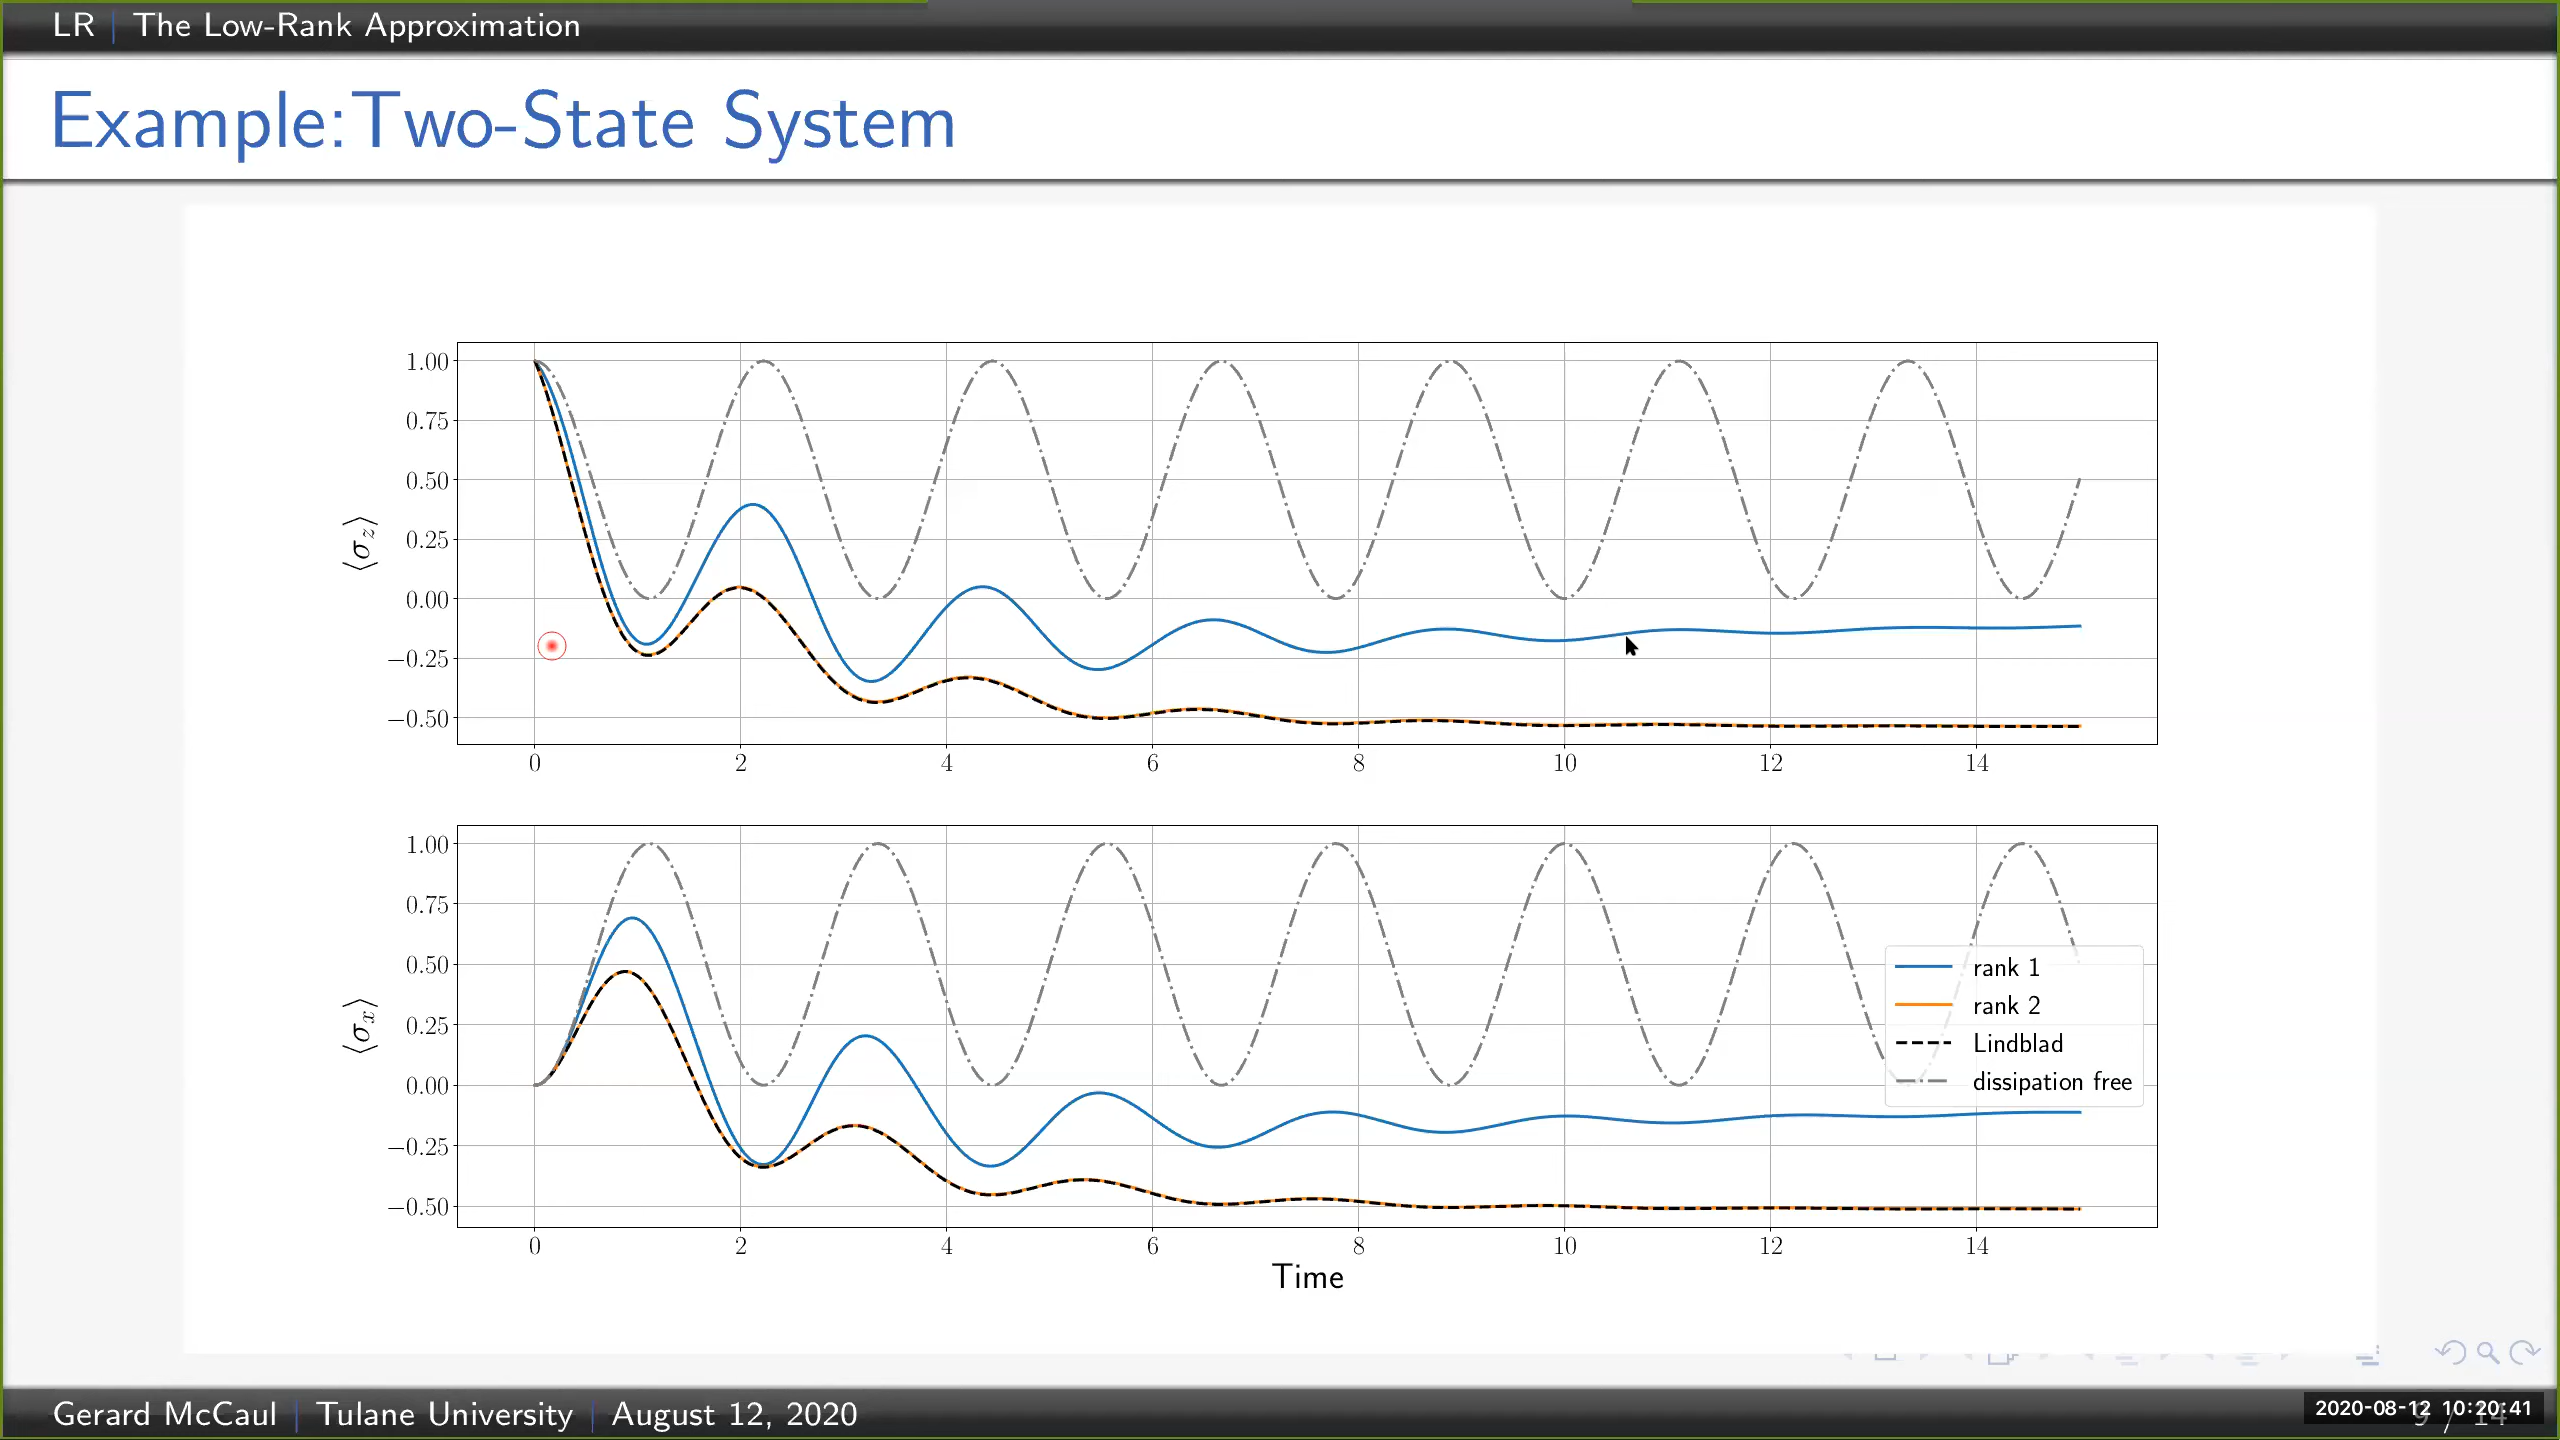 LR | The Low-Rank Approximation
Example:Two-State System
⟨σz⟩
1.00
0.75
0.50
0.25
0.00
−0.25
−0.50
0 2 4 6 8 10 12 14
⟨σx⟩
1.00
0.75
0.50
0.25
0.00
−0.25
−0.50
rank 1
rank 2
Lindblad
dissipation free
0 2 4 6 8 10 12 14
Time
Gerard McCaul | Tulane University | August 12, 2020
2020-08-12 10:20:41
9 / 14